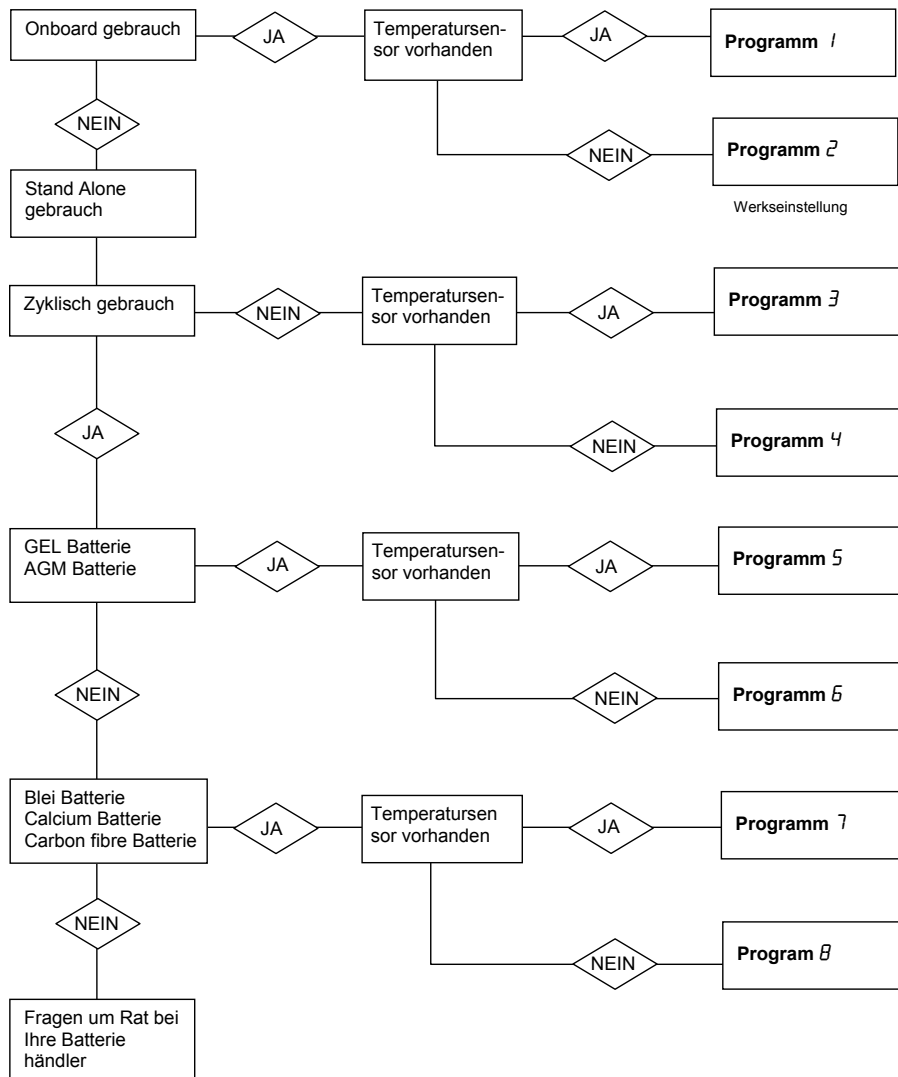 Onboard gebrauch
JA
Temperatursen-
sor vorhanden
JA
Programm 1
NEIN
NEIN
Programm 2
Werkseinstellung
Stand Alone
gebrauch
Zyklisch gebrauch
NEIN
Temperatursen-
sor vorhanden
JA
Programm 3
JA
NEIN
Programm 4
GEL Batterie
AGM Batterie
JA
Temperatursen-
sor vorhanden
JA
Programm 5
NEIN
NEIN
Programm 6
Blei Batterie
Calcium Batterie
Carbon fibre Batterie
JA
Temperatursen
sor vorhanden
JA
Programm 7
NEIN
NEIN
Program 8
Fragen um Rat bei
Ihre Batterie
händler